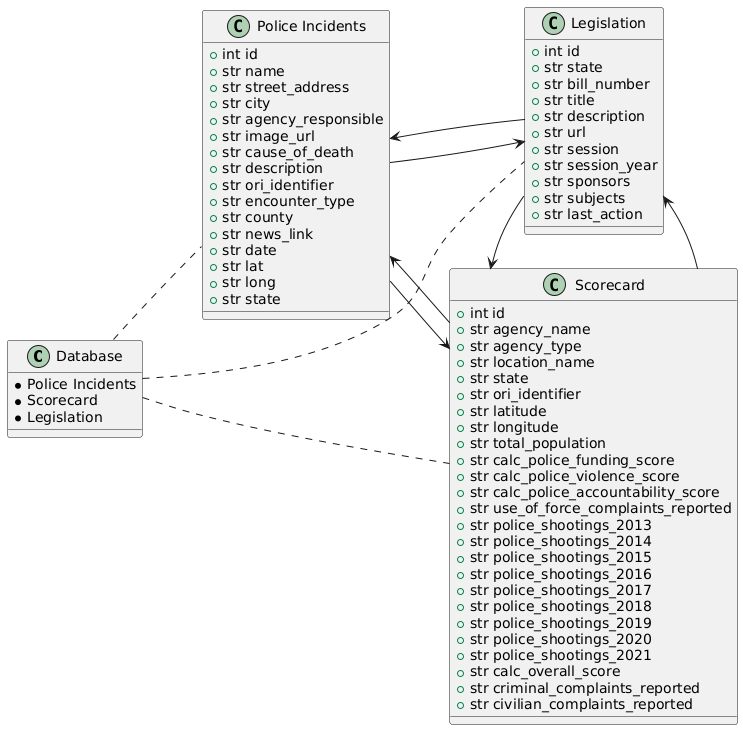 C Police Incidents
int id
str name
str street_address
str city
str agency_responsible
str image_url
str cause_of_death
str description
str ori_identifier
str encounter_type
str county
str news_link
str date
str lat
str long
str state
C Legislation
int id
str state
str bill_number
str title
str description
str url
str session
str session_year
str sponsors
str subjects
str last_action
C Database
Police Incidents
Scorecard
Legislation
C Scorecard
int id
str agency_name
str agency_type
str location_name
str state
str ori_identifier
str latitude
str longitude
str total_population
str calc_police_funding_score
str calc_police_violence_score
str calc_police_accountability_score
str use_of_force_complaints_reported
str police_shootings_2013
str police_shootings_2014
str police_shootings_2015
str police_shootings_2016
str police_shootings_2017
str police_shootings_2018
str police_shootings_2019
str police_shootings_2020
str police_shootings_2021
str calc_overall_score
str criminal_complaints_reported
str civilian_complaints_reported